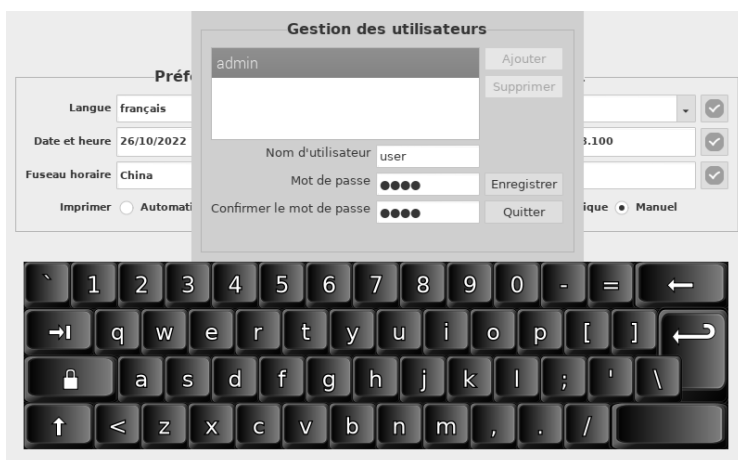 Gestion des utilisateurs
admin
Ajouter
Supprimer
Préf
Langue français
Date et heure 26/10/2022
.100
Fuseau horaire China
Nom d'utilisateur user
Mot de passe ●●●● Enregistrer
Confirmer le mot de passe ●●●● Quitter
Imprimer Automati
ique Manuel
` 1 2 3 4 5 6 7 8 9 0 - =
q w e r t y u i o p [ ]
a s d f g h j k l ; ' \
< z x c v b n m , . /